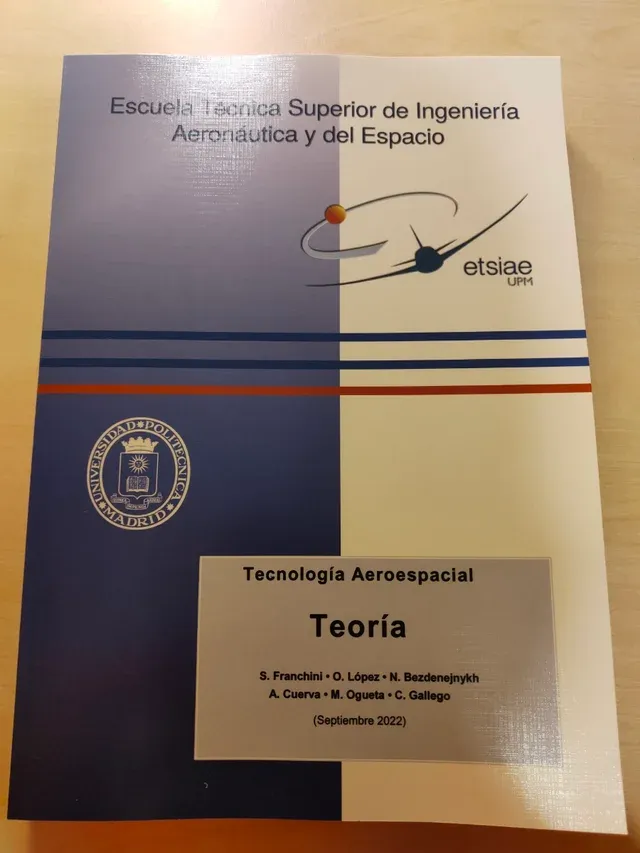 Escuela Técnica Superior de Ingeniería
Aeronáutica y del Espacio
etsiae
UPM
UNIVERSIDAD POLITECNICA
MADRID
Tecnología Aeroespacial
Teoría
S. Franchini • O. López • N. Bezdenejnykh
A. Cuerva • M. Ogueta • C. Gallego
(Septiembre 2022)